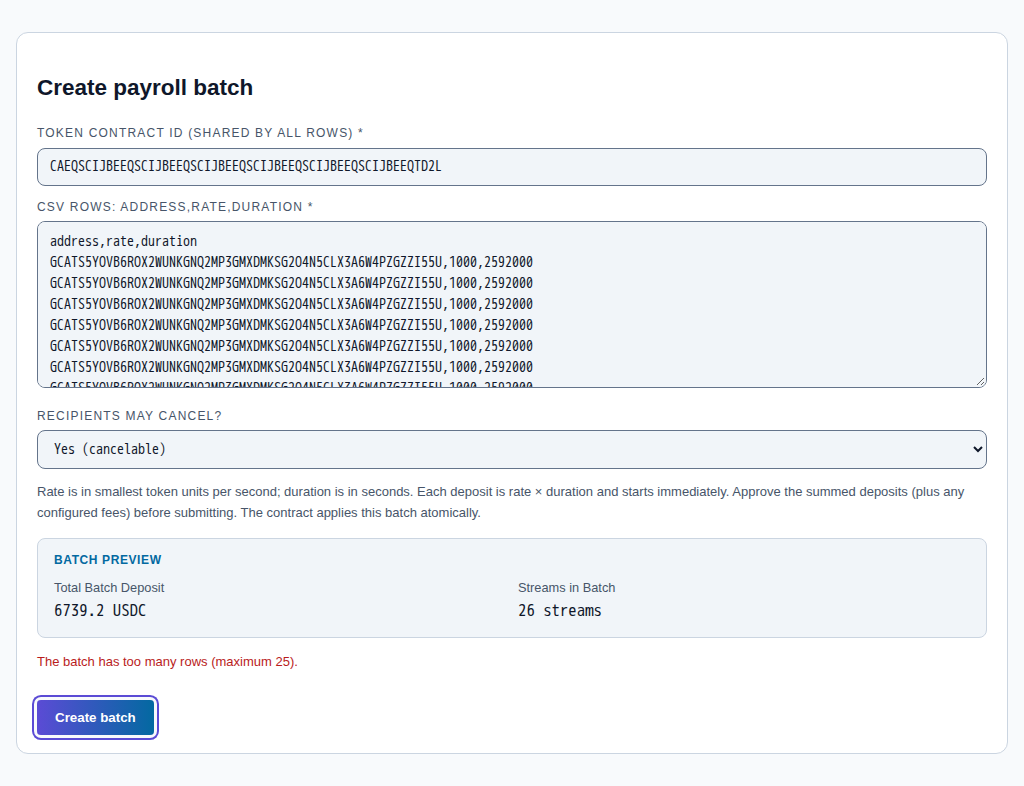 Create payroll batch
TOKEN CONTRACT ID (SHARED BY ALL ROWS) *
CAEQSCIJBEEQSCIJBEEQSCIJBEEQSCIJBEEQSCIJBEEQSCIJBEEQTD2L
CSV ROWS: ADDRESS,RATE,DURATION *
address,rate,duration
GCATS5YOVB6ROX2WUNKGNQ2MP3GMXDMKSG2O4N5CLX3A6W4PZGZZI55U,1000,2592000
GCATS5YOVB6ROX2WUNKGNQ2MP3GMXDMKSG2O4N5CLX3A6W4PZGZZI55U,1000,2592000
GCATS5YOVB6ROX2WUNKGNQ2MP3GMXDMKSG2O4N5CLX3A6W4PZGZZI55U,1000,2592000
GCATS5YOVB6ROX2WUNKGNQ2MP3GMXDMKSG2O4N5CLX3A6W4PZGZZI55U,1000,2592000
GCATS5YOVB6ROX2WUNKGNQ2MP3GMXDMKSG2O4N5CLX3A6W4PZGZZI55U,1000,2592000
GCATS5YOVB6ROX2WUNKGNQ2MP3GMXDMKSG2O4N5CLX3A6W4PZGZZI55U,1000,2592000
GCATS5YOVB6ROX2WUNKGNQ2MP3GMXDMKSG2O4N5CLX3A6W4PZGZZI55U,1000,2592000
RECIPIENTS MAY CANCEL?
Yes (cancelable)
Rate is in smallest token units per second; duration is in seconds. Each deposit is rate × duration and starts immediately. Approve the summed deposits (plus any
configured fees) before submitting. The contract applies this batch atomically.
BATCH PREVIEW
Total Batch Deposit
6739.2 USDC
Streams in Batch
26 streams
The batch has too many rows (maximum 25).
Create batch